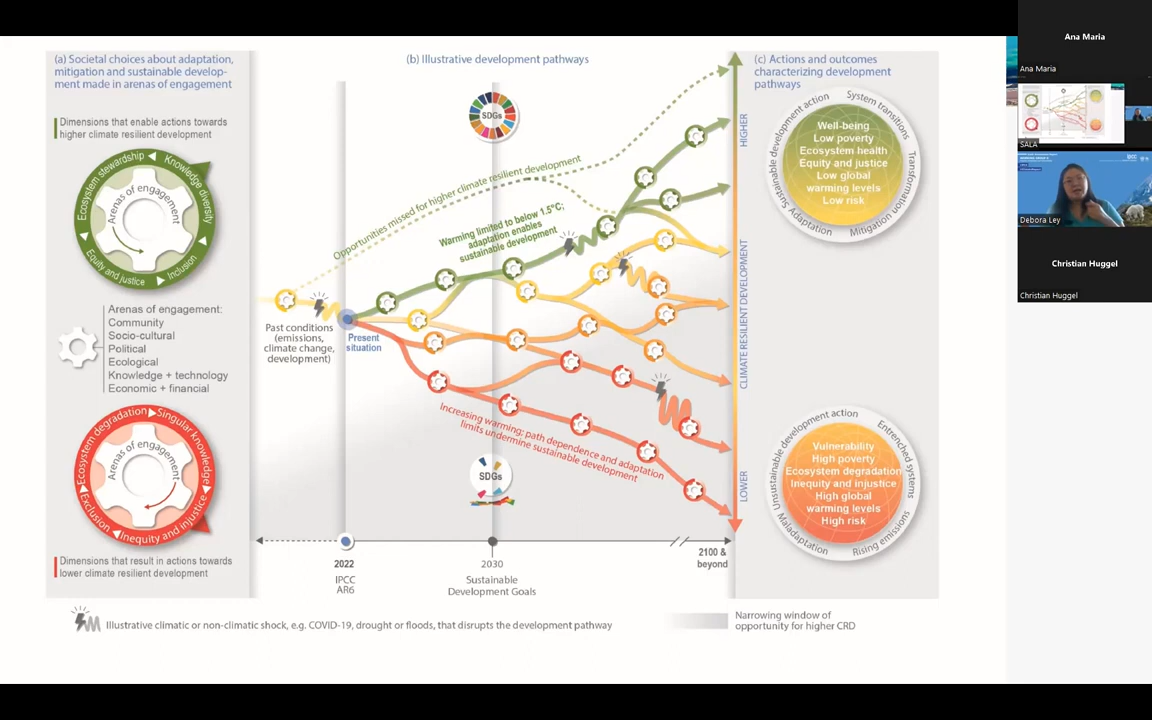 (a) Societal choices about adaptation,
mitigation and sustainable develop-
ment made in arenas of engagement
Dimensions that enable actions towards
higher climate resilient development
Ecosystem stewardship
Knowledge diversity
Equity and justice
Inclusion
Arenas of engagement
Arenas of engagement:
Community
Socio-cultural
Political
Ecological
Knowledge + technology
Economic + financial
Ecosystem degradation
Singular knowledge
Exclusion
Inequity and injustice
Arenas of engagement
Dimensions that result in actions towards
lower climate resilient development
(b) Illustrative development pathways
SDGs
Opportunities missed for higher climate resilient development
Warming limited to below 1.5°C;
adaptation enables
sustainable development
Past conditions
(emissions,
climate change,
development)
Present
situation
Increasing warming; path dependence and adaptation
limits undermine sustainable development
SDGs
2022
IPCC
AR6
2030
Sustainable
Development Goals
2100 &
beyond
HIGHER
CLIMATE RESILIENT DEVELOPMENT
LOWER
(c) Actions and outcomes
characterizing development
pathways
Sustainable development action
System transitions
Transformation
Mitigation
Adaptation
Well-being
Low poverty
Ecosystem health
Equity and justice
Low global
warming levels
Low risk
Unsustainable development action
Entrenched systems
Rising emissions
Maladaptation
Vulnerability
High poverty
Ecosystem degradation
Inequity and injustice
High global
warming levels
High risk
Illustrative climatic or non-climatic shock, e.g. COVID-19, drought or floods, that disrupts the development pathway
Narrowing window of
opportunity for higher CRD
Ana Maria
Ana Maria
SALA
ipcc
Debora Ley
Christian Huggel
Christian Huggel